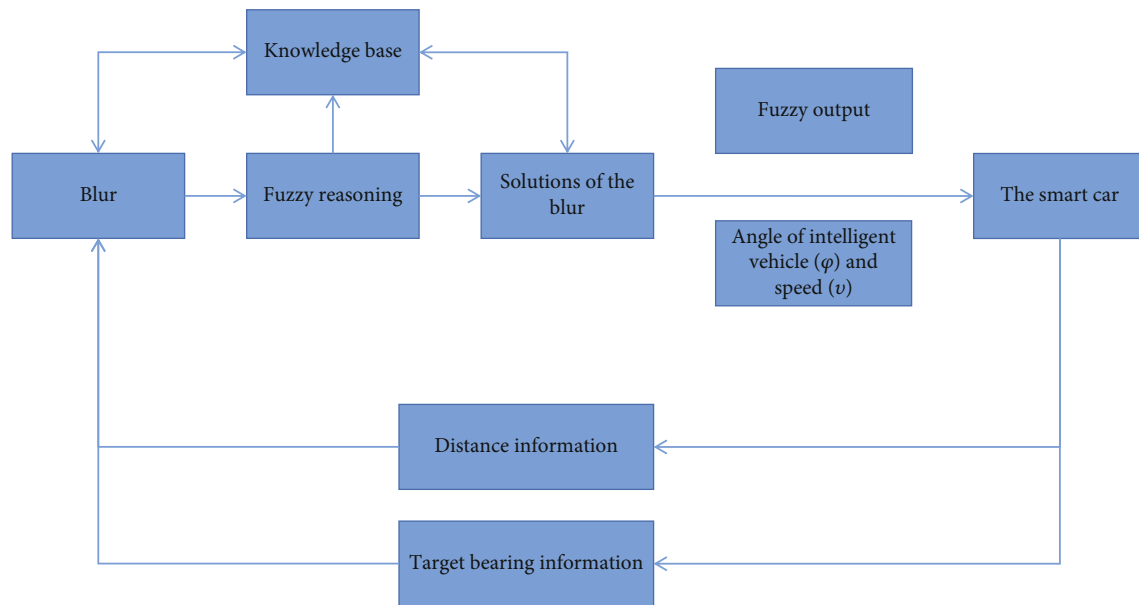 Knowledge base
Fuzzy output
Blur
Fuzzy reasoning
Solutions of the
blur
The smart car
Angle of intelligent
vehicle (φ) and
speed (υ)
Distance information
Target bearing information